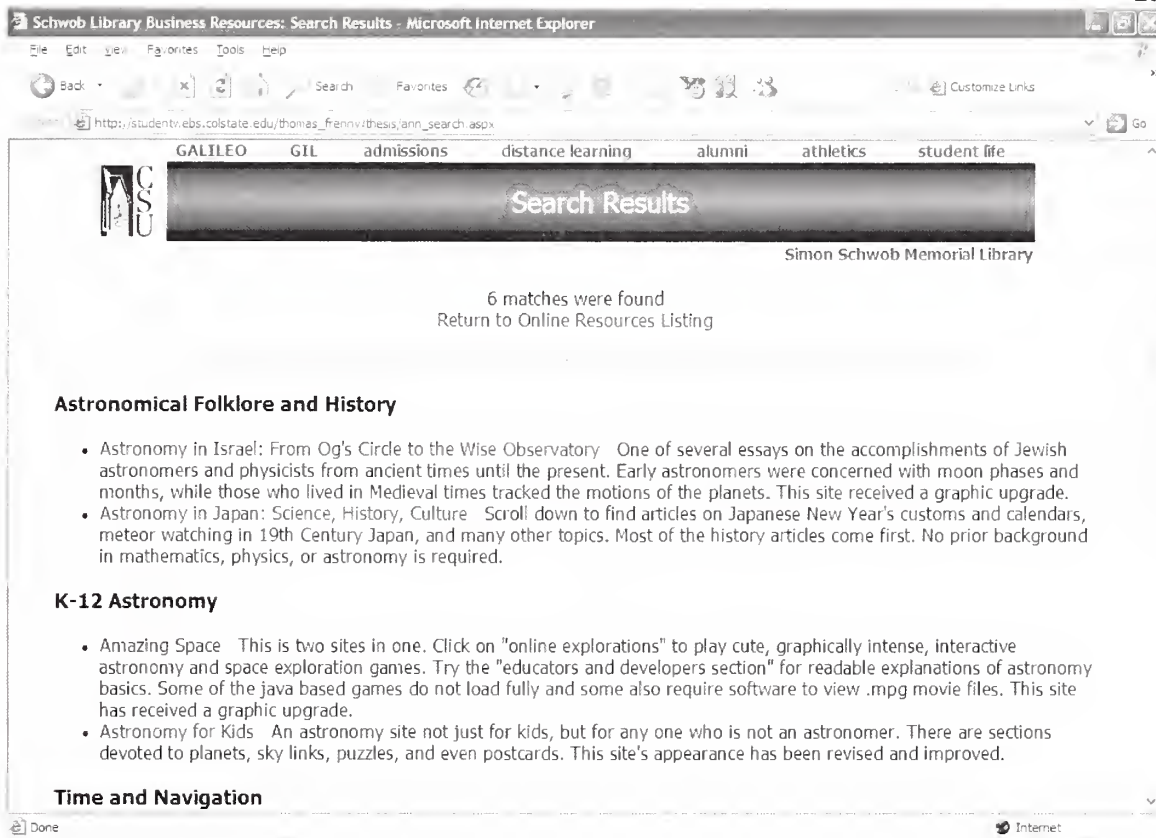 Schwob Library Business Resources: Search Results - Microsoft Internet Explorer
File Edit View Favorites Tools Help
Back Search Favorites Customize Links
http://studentv.ebs.colstate.edu/thomas_frennv/thesis/ann_search.aspx Go
GALILEO GIL admissions distance learning alumni athletics student life
CSU
Search Results
Simon Schwob Memorial Library
6 matches were found
Return to Online Resources Listing
Astronomical Folklore and History
• Astronomy in Israel: From Og's Circle to the Wise Observatory One of several essays on the accomplishments of Jewish
astronomers and physicists from ancient times until the present. Early astronomers were concerned with moon phases and
months, while those who lived in Medieval times tracked the motions of the planets. This site received a graphic upgrade.
• Astronomy in Japan: Science, History, Culture Scroll down to find articles on Japanese New Year's customs and calendars,
meteor watching in 19th Century Japan, and many other topics. Most of the history articles come first. No prior background
in mathematics, physics, or astronomy is required.
K-12 Astronomy
• Amazing Space This is two sites in one. Click on "online explorations" to play cute, graphically intense, interactive
astronomy and space exploration games. Try the "educators and developers section" for readable explanations of astronomy
basics. Some of the java based games do not load fully and some also require software to view .mpg movie files. This site
has received a graphic upgrade.
• Astronomy for Kids An astronomy site not just for kids, but for any one who is not an astronomer. There are sections
devoted to planets, sky links, puzzles, and even postcards. This site's appearance has been revised and improved.
Time and Navigation
Done Internet